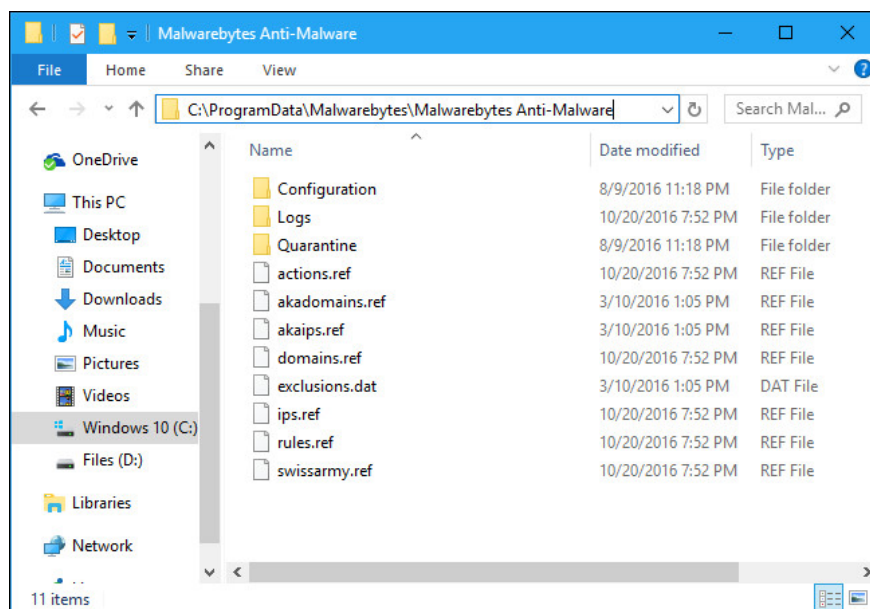 Malwarebytes Anti-Malware
File Home Share View
C:\ProgramData\Malwarebytes\Malwarebytes Anti-Malware
Search Mal...
OneDrive
This PC
Desktop
Documents
Downloads
Music
Pictures
Videos
Windows 10 (C:)
Files (D:)
Libraries
Network
Name Date modified Type
Configuration 8/9/2016 11:18 PM File folder
Logs 10/20/2016 7:52 PM File folder
Quarantine 8/9/2016 11:18 PM File folder
actions.ref 10/20/2016 7:52 PM REF File
akadomains.ref 3/10/2016 1:05 PM REF File
akaips.ref 3/10/2016 1:05 PM REF File
domains.ref 10/20/2016 7:52 PM REF File
exclusions.dat 3/10/2016 1:05 PM DAT File
ips.ref 10/20/2016 7:52 PM REF File
rules.ref 10/20/2016 7:52 PM REF File
swissarmy.ref 10/20/2016 7:52 PM REF File
11 items